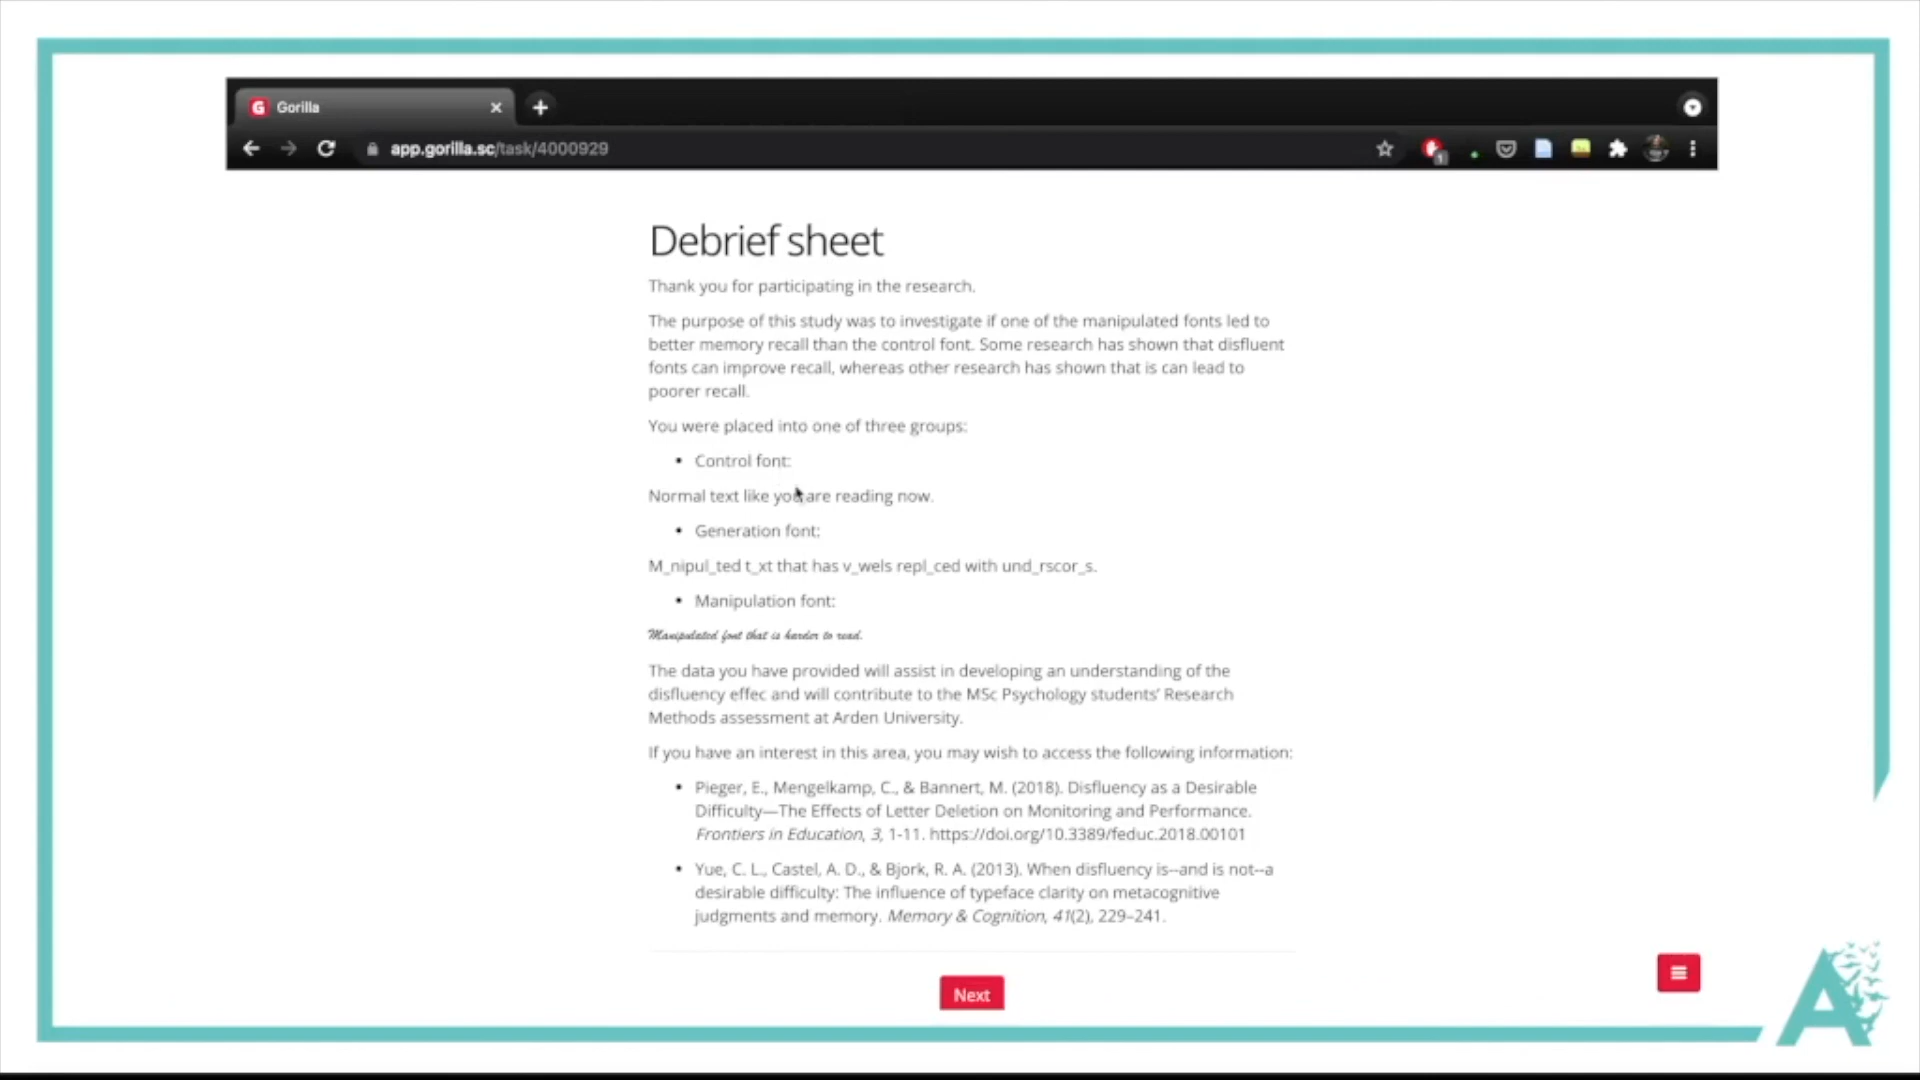 Gorilla
app.gorilla.sc/task/4000929
1
Debrief sheet
Thank you for participating in the research.
The purpose of this study was to investigate if one of the manipulated fonts led to
better memory recall than the control font. Some research has shown that disfluent
fonts can improve recall, whereas other research has shown that is can lead to
poorer recall.
You were placed into one of three groups:
• Control font:
Normal text like you are reading now.
• Generation font:
M_nipul_ted t_xt that has v_wels repl_ced with und_rscor_s.
• Manipulation font:
Manipulated font that is harder to read.
The data you have provided will assist in developing an understanding of the
disfluency effec and will contribute to the MSc Psychology students' Research
Methods assessment at Arden University.
If you have an interest in this area, you may wish to access the following information:
• Pieger, E., Mengelkamp, C., & Bannert, M. (2018). Disfluency as a Desirable
Difficulty—The Effects of Letter Deletion on Monitoring and Performance.
Frontiers in Education, 3, 1-11. https://doi.org/10.3389/feduc.2018.00101
• Yue, C. L., Castel, A. D., & Bjork, R. A. (2013). When disfluency is--and is not--a
desirable difficulty: The influence of typeface clarity on metacognitive
judgments and memory. Memory & Cognition, 41(2), 229–241.
Next